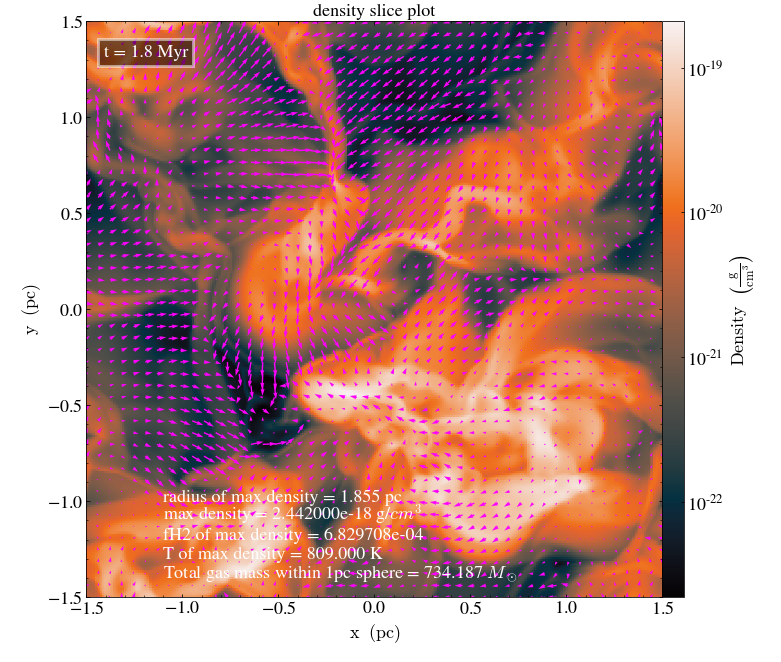 density slice plot
t = 1.8 Myr
1.5
1.0
0.5
0.0
−0.5
−1.0
−1.5
y (pc)
radius of max density = 1.855 pc
max density = 2.442000e-18 g/cm³
fH2 of max density = 6.829708e-04
T of max density = 809.000 K
Total gas mass within 1pc sphere = 734.187 M⊙
−1.5 −1.0 −0.5 0.0 0.5 1.0 1.5
x (pc)
10⁻¹⁹
10⁻²⁰
10⁻²¹
10⁻²²
Density (g/cm³)